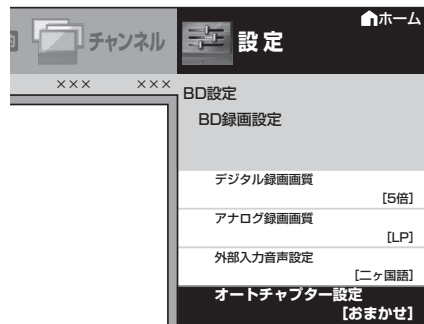 ホーム
チャンネル
設定
×××　×××
BD設定
BD録画設定
デジタル録画画質
［5倍］
アナログ録画画質
［LP］
外部入力音声設定
［二ヶ国語］
オートチャプター設定
［おまかせ］